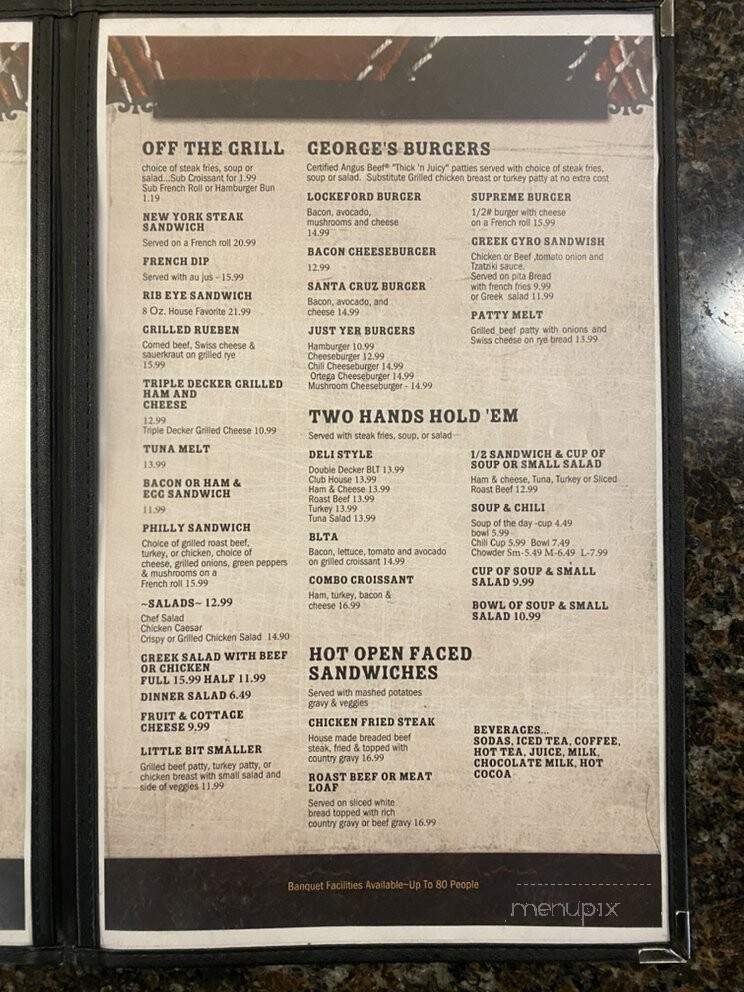 OFF THE GRILL
choice of steak fries, soup or
salad...Sub Croissant for 1.99
Sub French Roll or Hamburger Bun
1.19
NEW YORK STEAK
SANDWICH
Served on a French roll 20.99
FRENCH DIP
Served with au jus - 15.99
RIB EYE SANDWICH
8 Oz. House Favorite 21.99
GRILLED RUEBEN
Corned beef, Swiss cheese &
sauerkraut on grilled rye
15.99
TRIPLE DECKER GRILLED
HAM AND
CHEESE
12.99
Triple Decker Grilled Cheese 10.99
TUNA MELT
13.99
BACON OR HAM &
EGG SANDWICH
11.99
PHILLY SANDWICH
Choice of grilled roast beef,
turkey, or chicken, choice of
cheese, grilled onions, green peppers
& mushrooms on a
French roll 15.99
~SALADS~ 12.99
Chef Salad
Chicken Caesar
Crispy or Grilled Chicken Salad 14.90
GREEK SALAD WITH BEEF
OR CHICKEN
FULL 15.99 HALF 11.99
DINNER SALAD 6.49
FRUIT & COTTAGE
CHEESE 9.99
LITTLE BIT SMALLER
Grilled beef patty, turkey patty, or
chicken breast with small salad and
side of veggies 11.99
GEORGE'S BURGERS
Certified Angus Beef® "Thick 'n Juicy" patties served with choice of steak fries,
soup or salad. Substitute Grilled chicken breast or turkey patty at no extra cost
LOCKEFORD BURGER
Bacon, avocado,
mushrooms and cheese
14.99
BACON CHEESEBURGER
12.99
SANTA CRUZ BURGER
Bacon, avocado, and
cheese 14.99
JUST YER BURGERS
Hamburger 10.99
Cheeseburger 12.99
Chili Cheeseburger 14.99
Ortega Cheeseburger 14.99
Mushroom Cheeseburger - 14.99
SUPREME BURGER
1/2# burger with cheese
on a French roll 15.99
GREEK GYRO SANDWISH
Chicken or Beef ,tomato onion and
Tzatziki sauce.
Served on pita Bread
with french fries 9.99
or Greek salad 11.99
PATTY MELT
Grilled beef patty with onions and
Swiss cheese on rye bread 13.99
TWO HANDS HOLD 'EM
Served with steak fries, soup, or salad
DELI STYLE
Double Decker BLT 13.99
Club House 13.99
Ham & Cheese 13.99
Roast Beef 13.99
Turkey 13.99
Tuna Salad 13.99
BLTA
Bacon, lettuce, tomato and avocado
on grilled croissant 14.99
COMBO CROISSANT
Ham, turkey, bacon &
cheese 16.99
1/2 SANDWICH & CUP OF
SOUP OR SMALL SALAD
Ham & cheese, Tuna, Turkey or Sliced
Roast Beef 12.99
SOUP & CHILI
Soup of the day -cup 4.49
bowl 5.99
Chili Cup 5.99 Bowl 7.49
Chowder Sm-5.49 M-6.49 L-7.99
CUP OF SOUP & SMALL
SALAD 9.99
BOWL OF SOUP & SMALL
SALAD 10.99
HOT OPEN FACED
SANDWICHES
Served with mashed potatoes
gravy & veggies
CHICKEN FRIED STEAK
House made breaded beef
steak, fried & topped with
country gravy 16.99
ROAST BEEF OR MEAT
LOAF
Served on sliced white
bread topped with rich
country gravy or beef gravy 16.99
BEVERAGES...
SODAS, ICED TEA, COFFEE,
HOT TEA, JUICE, MILK,
CHOCOLATE MILK, HOT
COCOA
Banquet Facilities Available~Up To 80 People
menupix